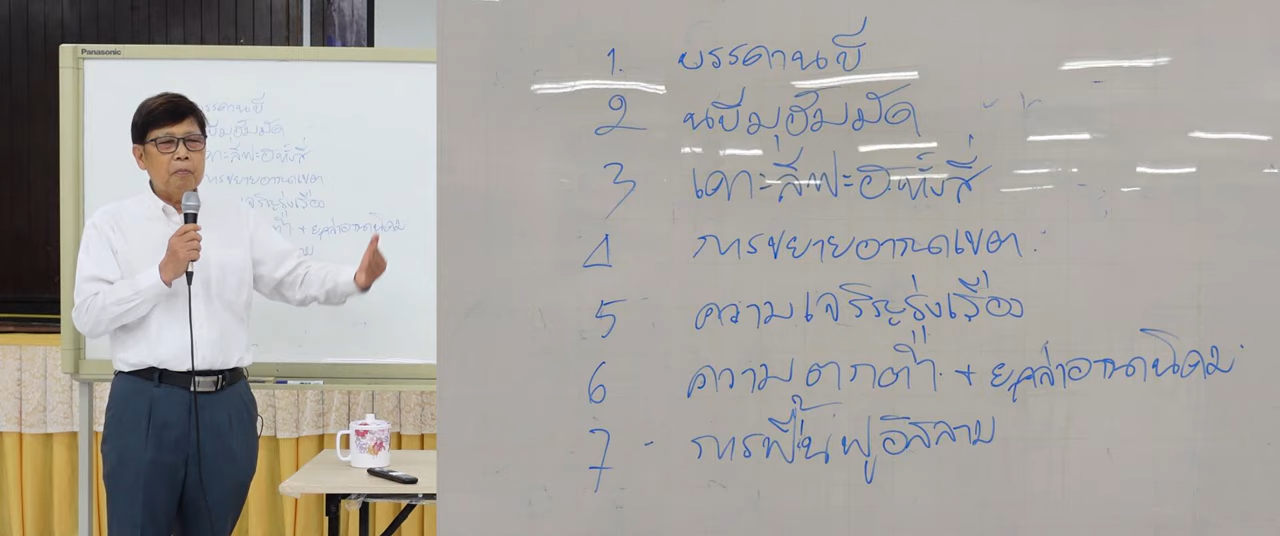 Panasonic
1. บรรดานบี
2 นบีมุฮัมมัด
3 เคาะลีฟะฮทั้งสี่
4 การขยายอาณาเขต
5 ความเจริญรุ่งเรื่อง
6 ความตกต่ำ + ยุคล่าอาณานิคม
7 - การฟื้นฟูอิสลาม